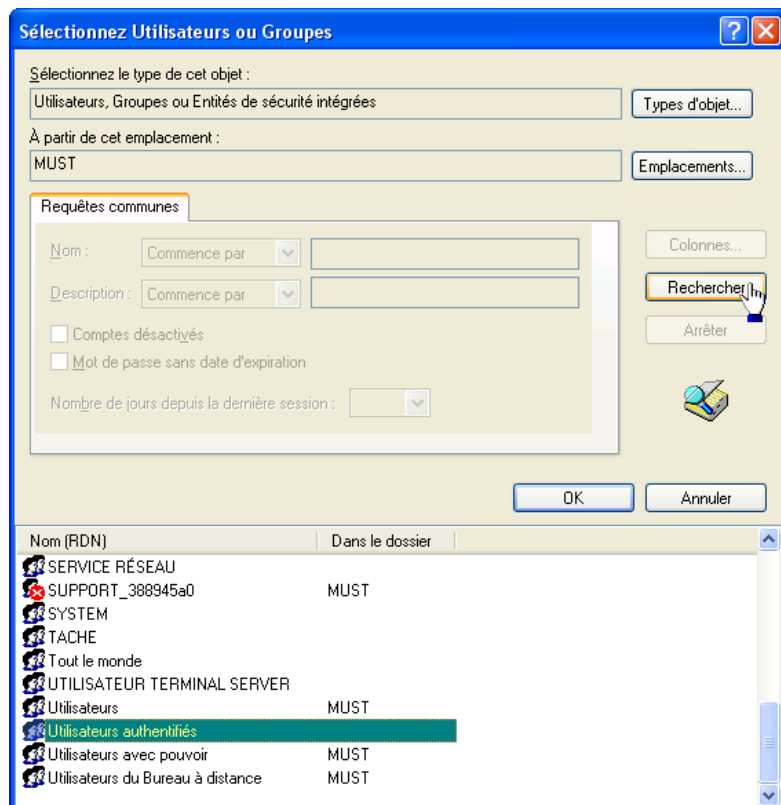 Sélectionnez Utilisateurs ou Groupes
Sélectionnez le type de cet objet :
Utilisateurs, Groupes ou Entités de sécurité intégrées
Types d'objet...
À partir de cet emplacement :
MUST
Emplacements...
Requêtes communes
Nom :
Commence par
Colonnes...
Description :
Commence par
Rechercher
Comptes désactivés
Arrêter
Mot de passe sans date d'expiration
Nombre de jours depuis la dernière session :
OK
Annuler
Nom (RDN) Dans le dossier
SERVICE RÉSEAU
SUPPORT_388945a0 MUST
SYSTEM
TACHE
Tout le monde
UTILISATEUR TERMINAL SERVER
Utilisateurs MUST
Utilisateurs authentifiés
Utilisateurs avec pouvoir MUST
Utilisateurs du Bureau à distance MUST